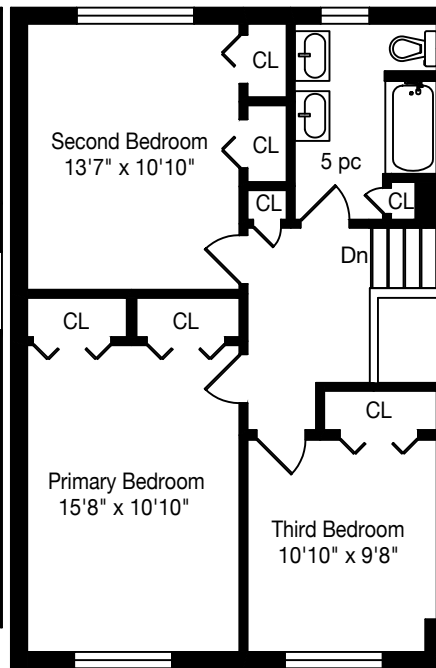 CL
Second Bedroom
13'7" x 10'10"
CL
5 pc
CL
CL
Dn
CL
CL
CL
Primary Bedroom
15'8" x 10'10"
Third Bedroom
10'10" x 9'8"